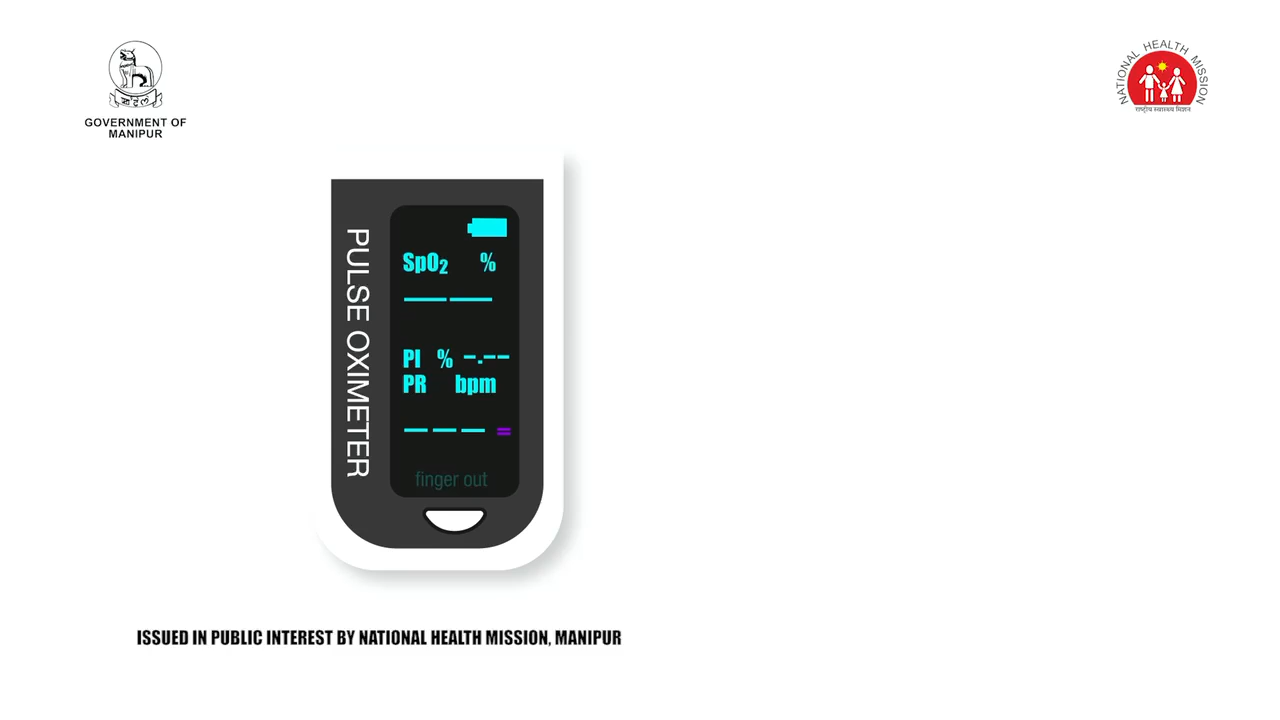 GOVERNMENT OF
MANIPUR
NATIONAL HEALTH MISSION
राष्ट्रीय स्वास्थ्य मिशन
PULSE OXIMETER
SpO₂ %
PI % -.--
PR bpm
--- =
finger out
ISSUED IN PUBLIC INTEREST BY NATIONAL HEALTH MISSION, MANIPUR